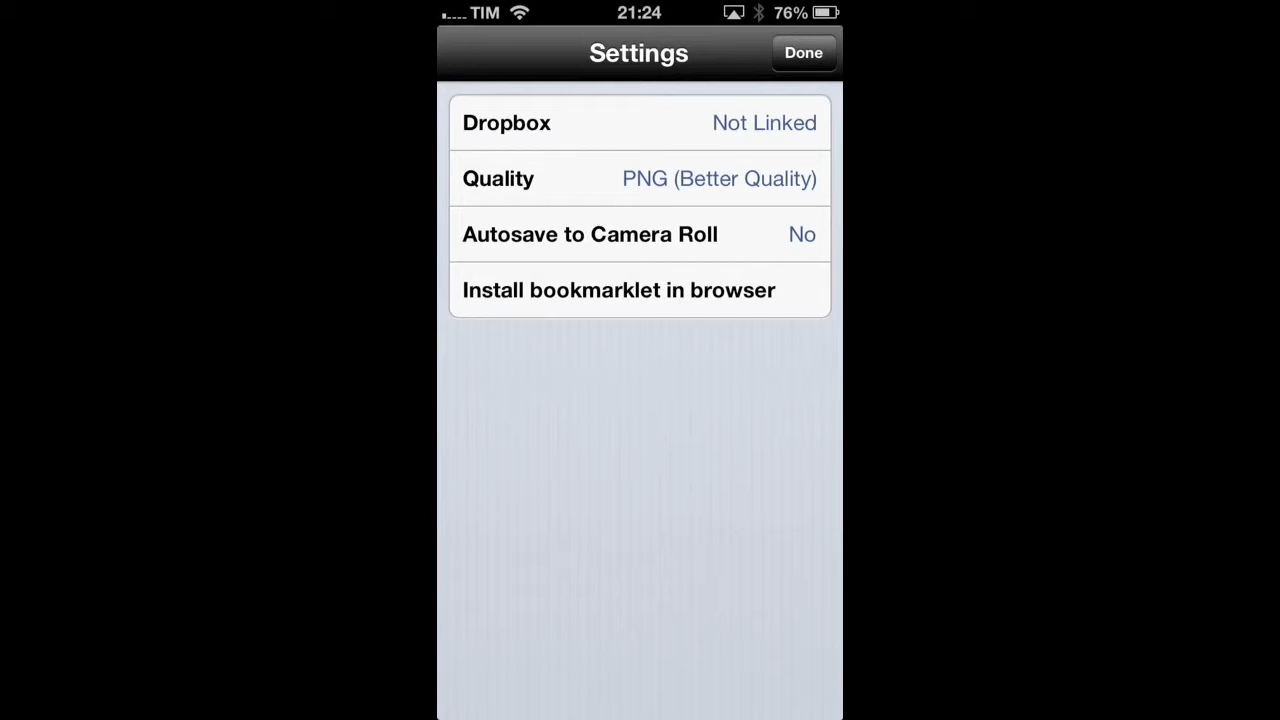 TIM 21:24 76%
Settings Done
Dropbox Not Linked
Quality PNG (Better Quality)
Autosave to Camera Roll No
Install bookmarklet in browser